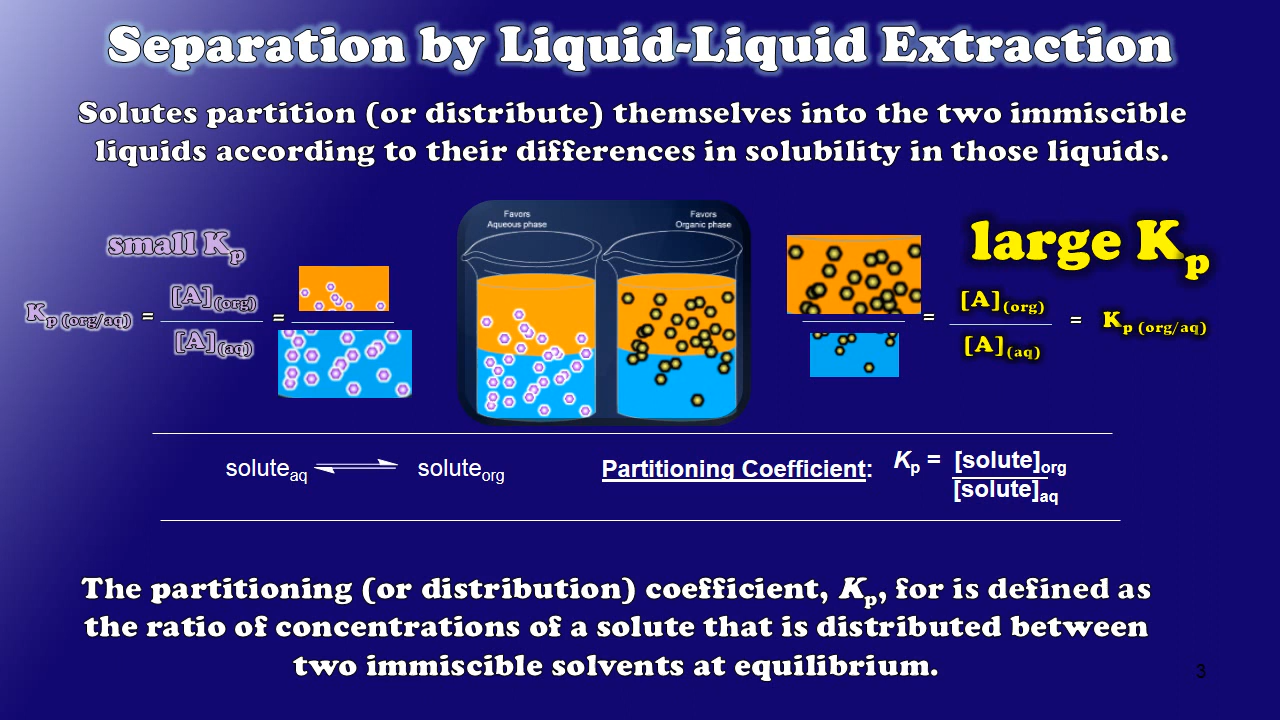 Separation by Liquid-Liquid Extraction
Solutes partition (or distribute) themselves into the two immiscible
liquids according to their differences in solubility in those liquids.
small Kp
Kp (org/aq) = [A](org) =
[A](aq)
Favors
Aqueous phase
Favors
Organic phase
large Kp
= [A](org) = Kp (org/aq)
[A](aq)
soluteaq soluteorg
Partitioning Coefficient: Kp = [solute]org
[solute]aq
The partitioning (or distribution) coefficient, Kp, for is defined as
the ratio of concentrations of a solute that is distributed between
two immiscible solvents at equilibrium.
3